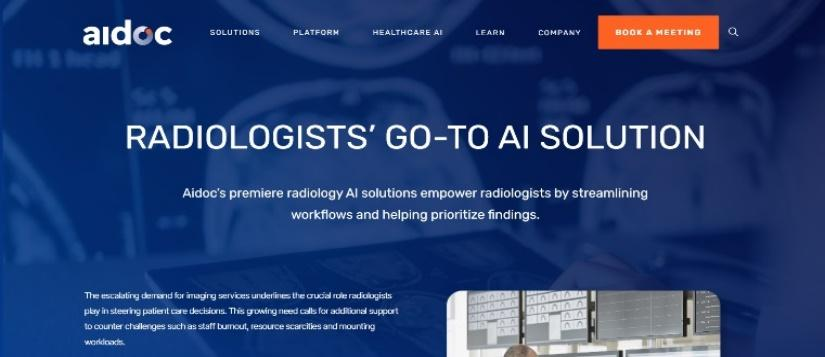 aidoc
SOLUTIONS
PLATFORM
HEALTHCARE AI
LEARN
COMPANY
BOOK A MEETING
RADIOLOGISTS’ GO-TO AI SOLUTION
Aidoc’s premiere radiology AI solutions empower radiologists by streamlining
workflows and helping prioritize findings.
The escalating demand for imaging services underlines the crucial role radiologists
play in steering patient care decisions. This growing need calls for additional support
to counter challenges such as staff burnout, resource scarcities and mounting
workloads.